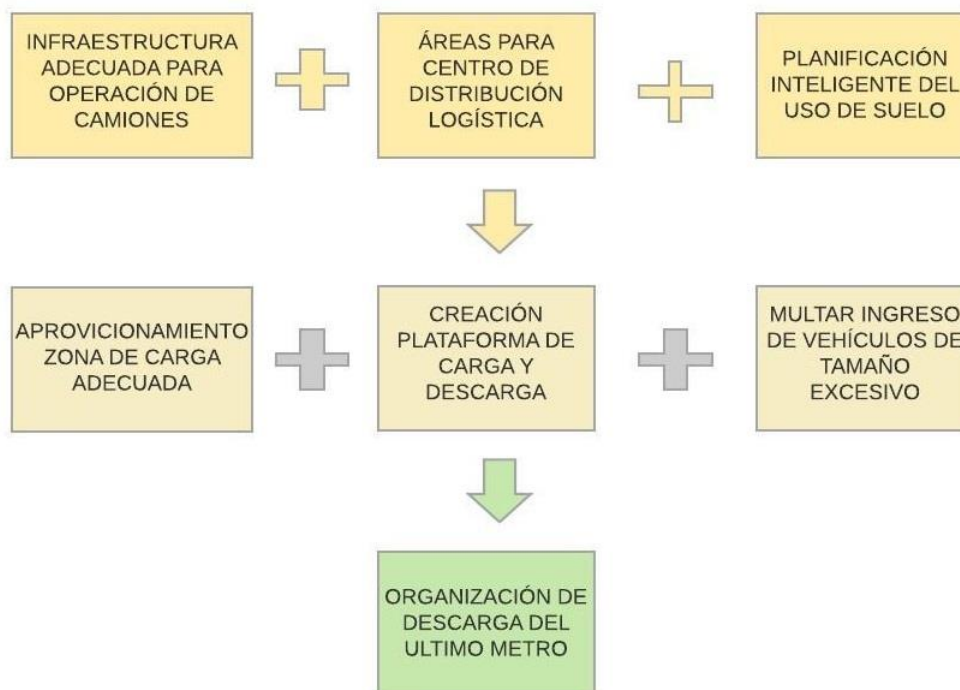 INFRAESTRUCTURA
ADECUADA PARA
OPERACIÓN DE
CAMIONES
ÁREAS PARA
CENTRO DE
DISTRIBUCIÓN
LOGÍSTICA
PLANIFICACIÓN
INTELIGENTE DEL
USO DE SUELO
APROVICIONAMIENTO
ZONA DE CARGA
ADECUADA
CREACIÓN
PLATAFORMA DE
CARGA Y
DESCARGA
MULTAR INGRESO
DE VEHÍCULOS DE
TAMAÑO
EXCESIVO
ORGANIZACIÓN DE
DESCARGA DEL
ULTIMO METRO